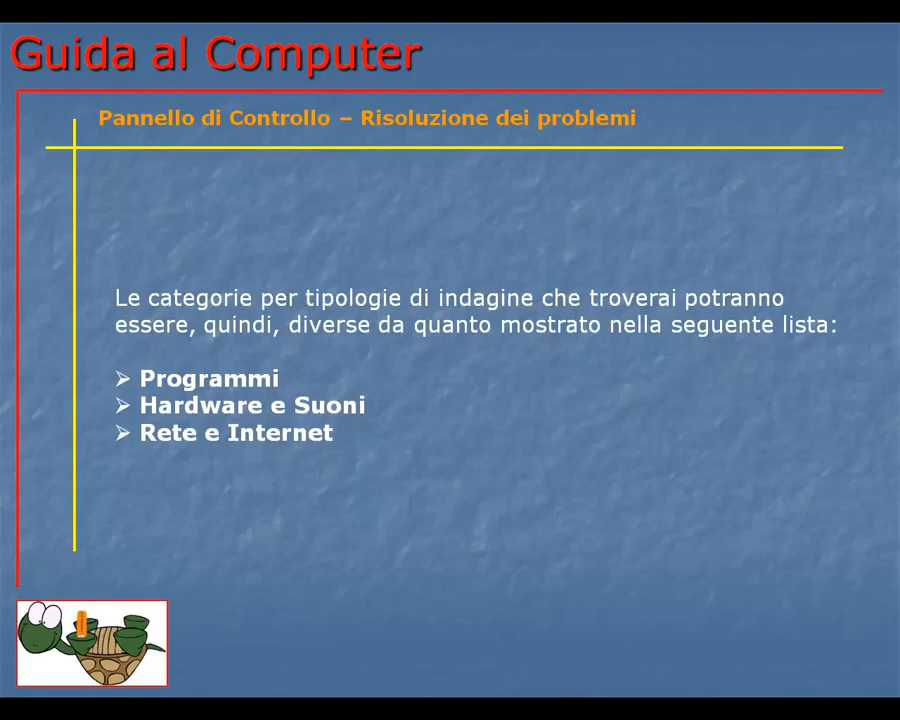 Guida al Computer
Pannello di Controllo – Risoluzione dei problemi
Le categorie per tipologie di indagine che troverai potranno
essere, quindi, diverse da quanto mostrato nella seguente lista:
➢ Programmi
➢ Hardware e Suoni
➢ Rete e Internet